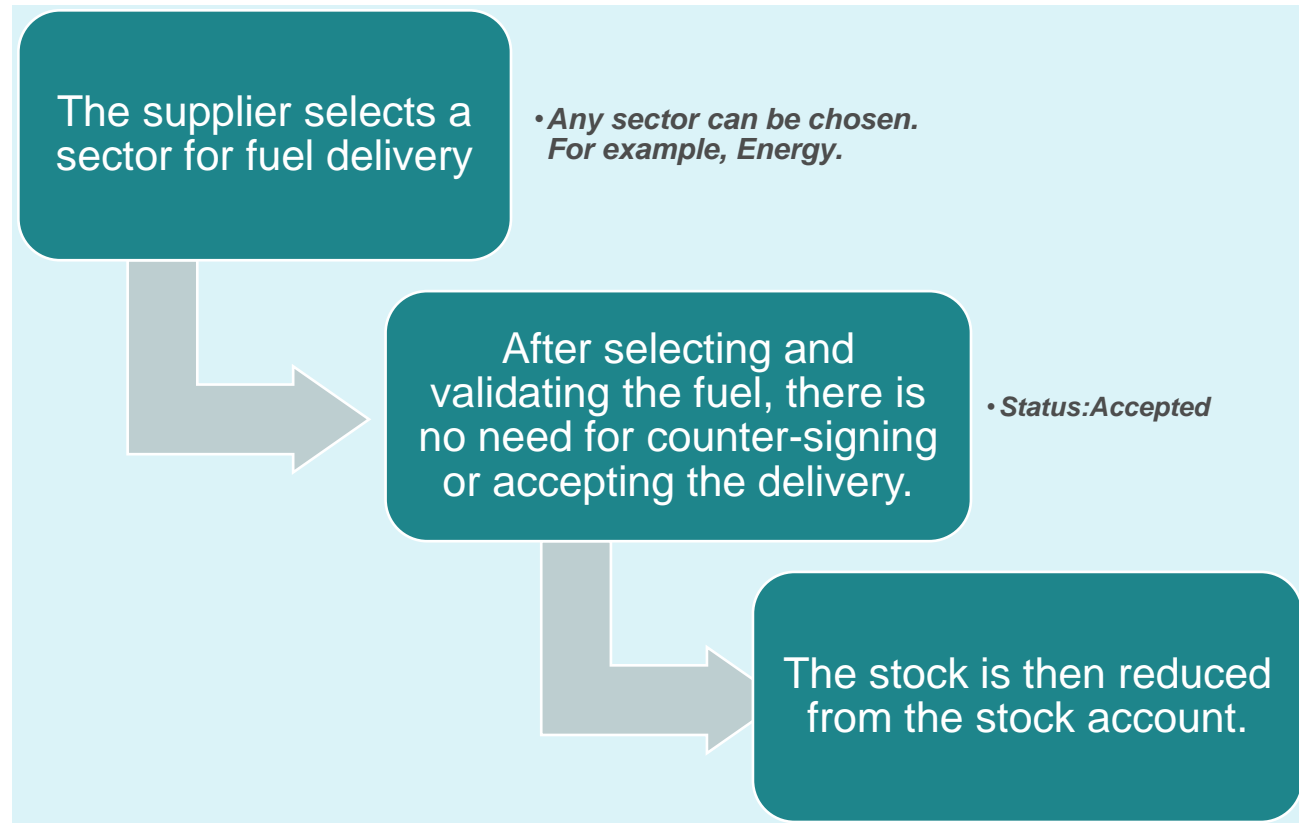 The supplier selects a
sector for fuel delivery
• Any sector can be chosen.
For example, Energy.
After selecting and
validating the fuel, there is
no need for counter-signing
or accepting the delivery.
• Status:Accepted
The stock is then reduced
from the stock account.